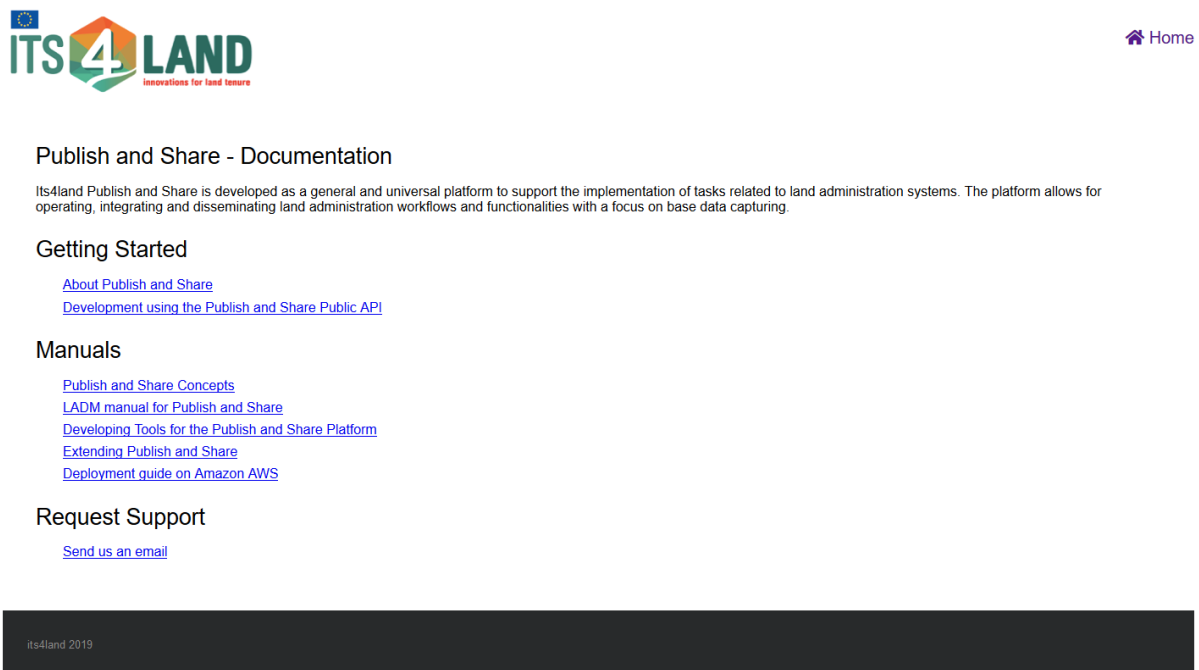 ITS 4 LAND
innovations for land tenure
Home
Publish and Share - Documentation
Its4land Publish and Share is developed as a general and universal platform to support the implementation of tasks related to land administration systems. The platform allows for
operating, integrating and disseminating land administration workflows and functionalities with a focus on base data capturing.
Getting Started
About Publish and Share
Development using the Publish and Share Public API
Manuals
Publish and Share Concepts
LADM manual for Publish and Share
Developing Tools for the Publish and Share Platform
Extending Publish and Share
Deployment guide on Amazon AWS
Request Support
Send us an email
its4land 2019